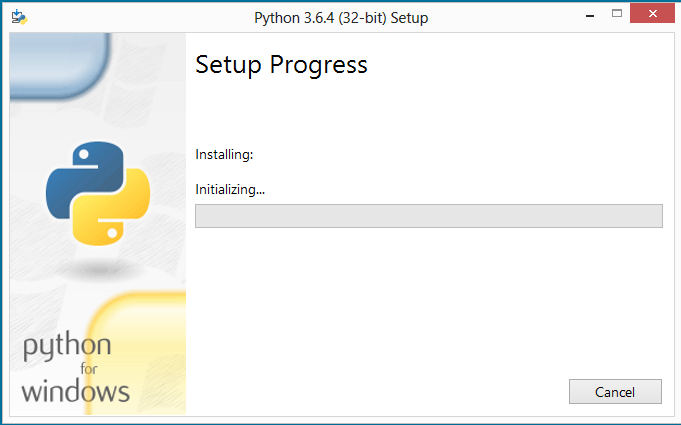 Python 3.6.4 (32-bit) Setup
Setup Progress
Installing:
Initializing...
python
for
windows
Cancel